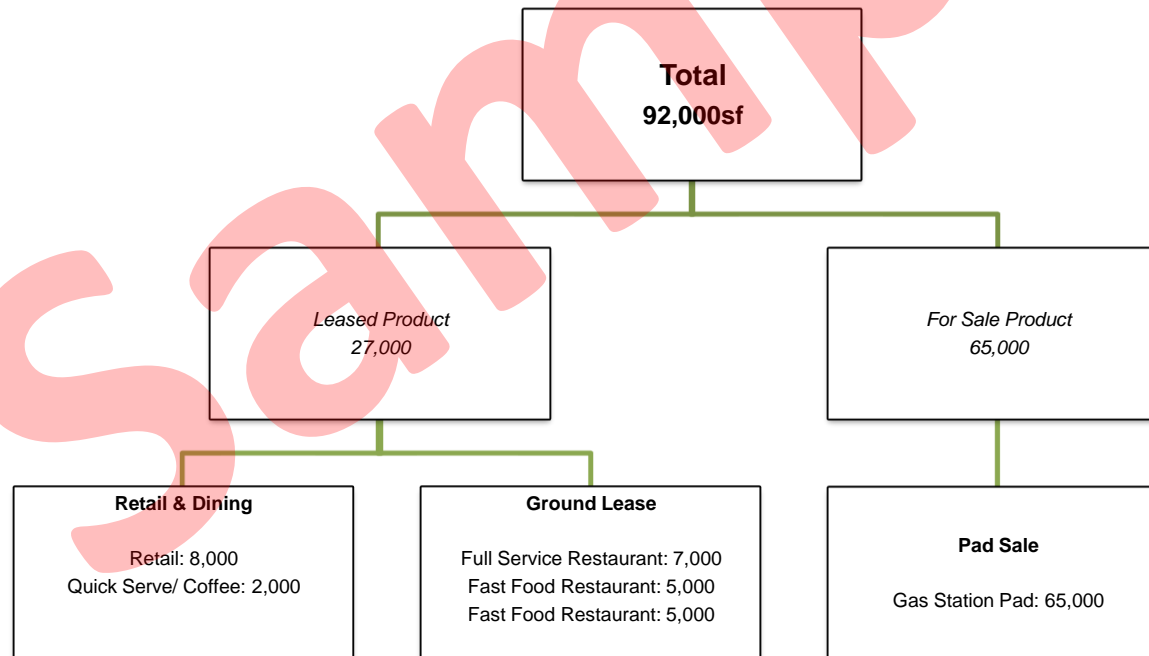 Total
92,000sf
Leased Product
27,000
For Sale Product
65,000
Retail & Dining
Retail: 8,000
Quick Serve/ Coffee: 2,000
Ground Lease
Full Service Restaurant: 7,000
Fast Food Restaurant: 5,000
Fast Food Restaurant: 5,000
Pad Sale
Gas Station Pad: 65,000
Sam